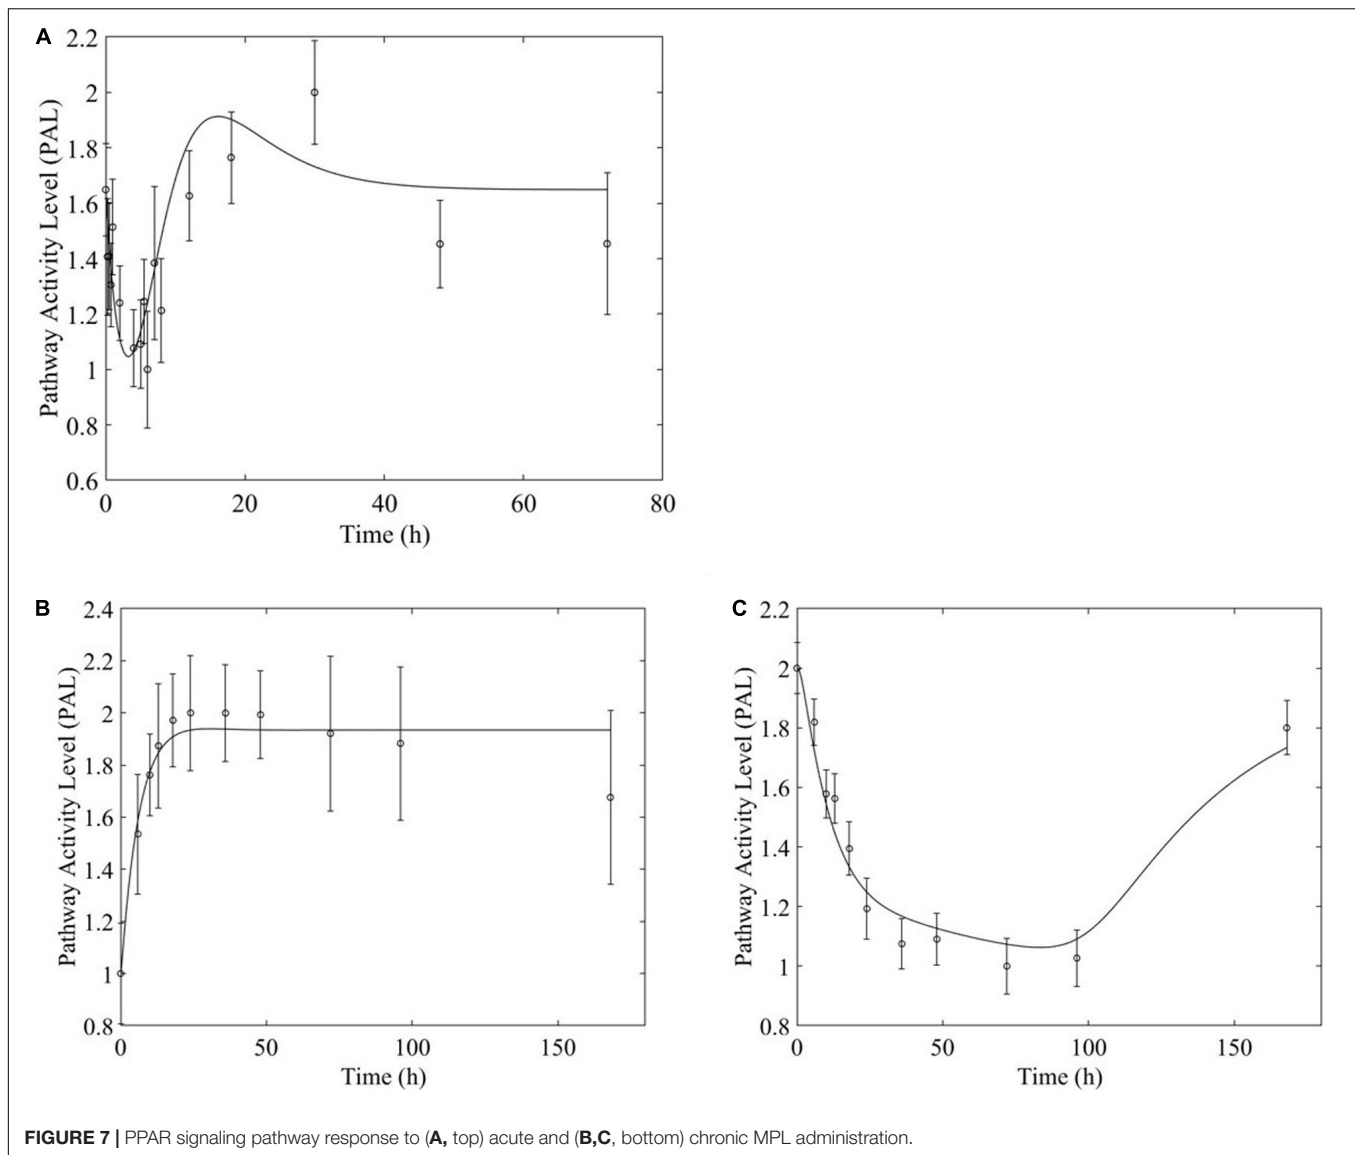 A
Pathway Activity Level (PAL)
2.2
2
1.8
1.6
1.4
1.2
1
0.8
0.6
0 20 40 60 80
Time (h)
B
Pathway Activity Level (PAL)
2.4
2.2
2
1.8
1.6
1.4
1.2
1
0.8
0 50 100 150
Time (h)
C
Pathway Activity Level (PAL)
2.2
2
1.8
1.6
1.4
1.2
1
0.8
0 50 100 150
Time (h)
FIGURE 7 | PPAR signaling pathway response to (A, top) acute and (B,C, bottom) chronic MPL administration.